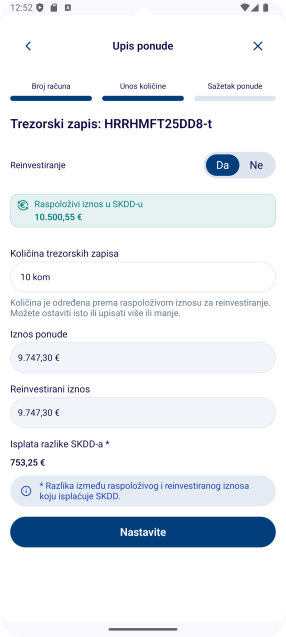 12:52
Upis ponude
Broj računa
Unos količine
Sažetak ponude
Trezorski zapis: HRRHMFT25DD8-t
Reinvestiranje
Da
Ne
Raspoloživi iznos u SKDD-u
10.500,55 €
Količina trezorskih zapisa
10 kom
Količina je određena prema raspoloživom iznosu za reinvestiranje.
Možete ostaviti isto ili upisati više ili manje.
Iznos ponude
9.747,30 €
Reinvestirani iznos
9.747,30 €
Isplata razlike SKDD-a *
753,25 €
* Razlika između raspoloživog i reinvestiranog iznosa
koju isplaćuje SKDD.
Nastavite